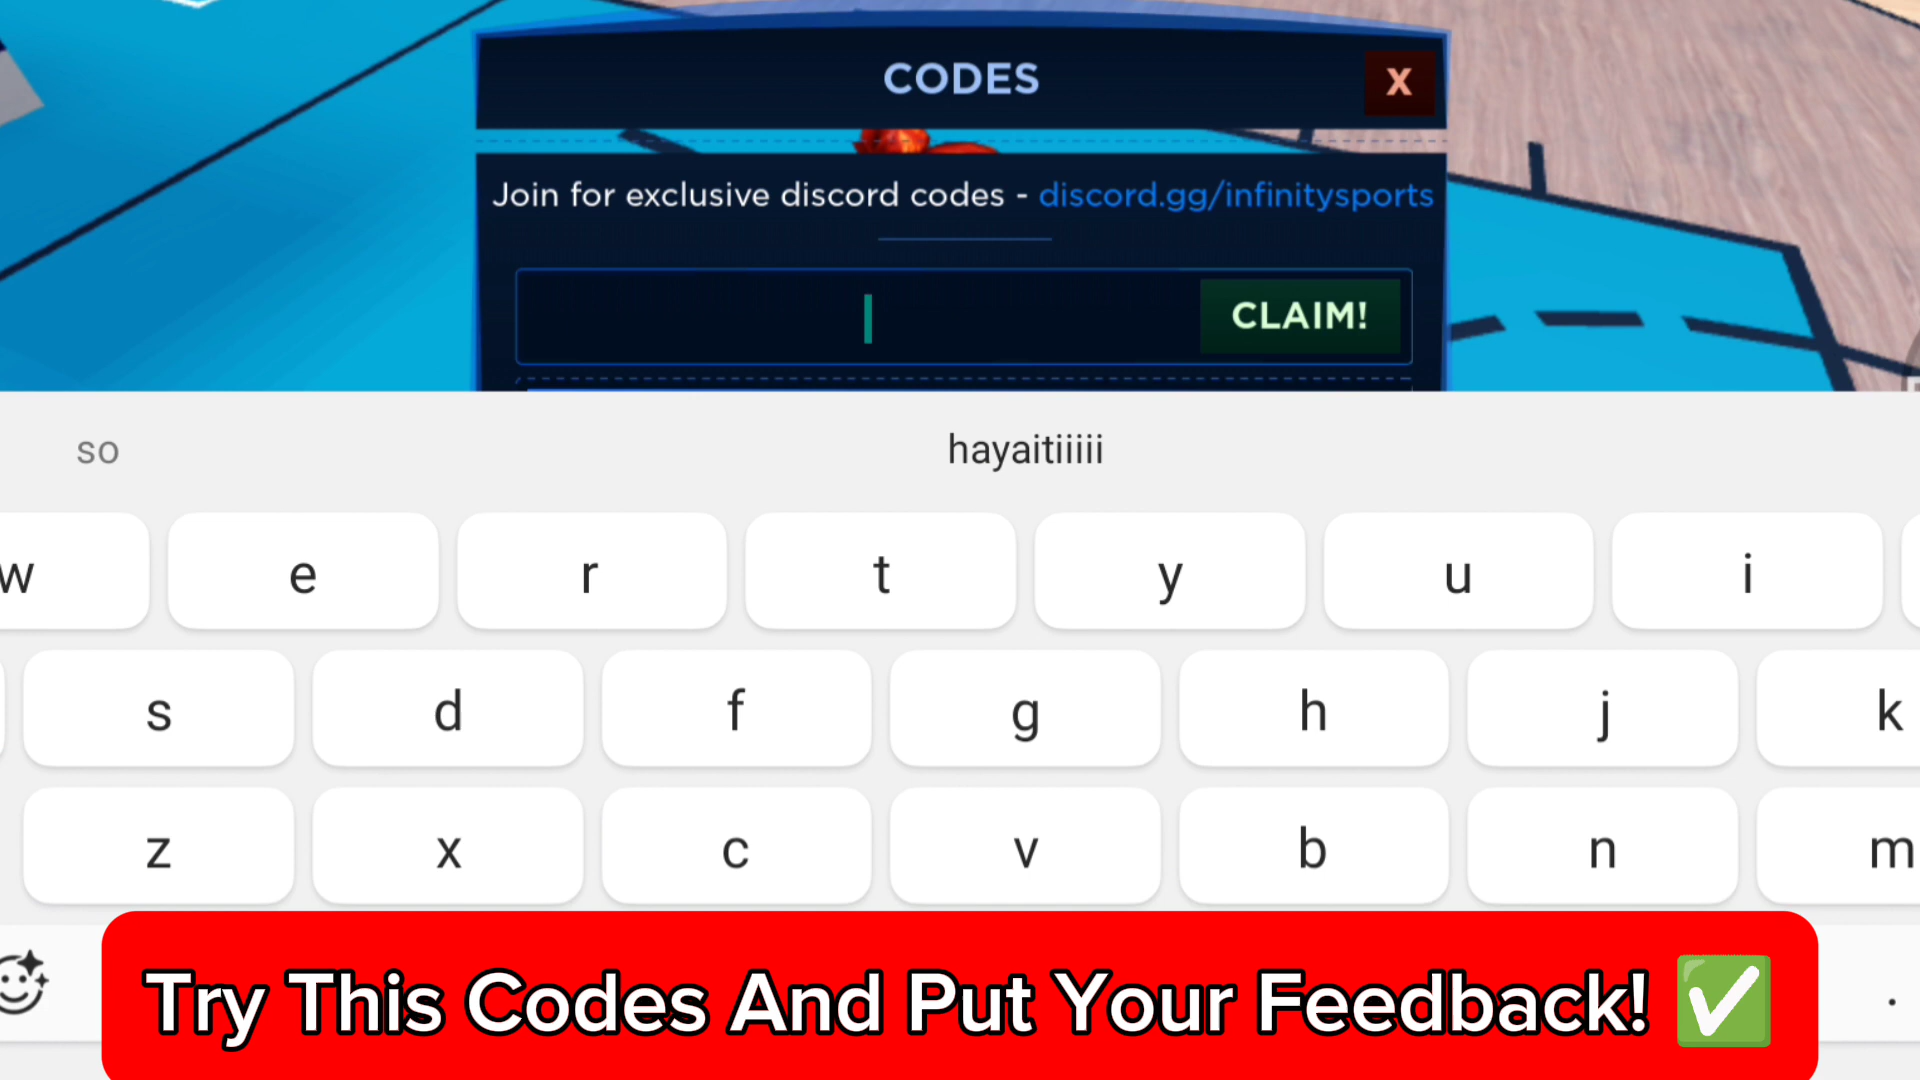 CODES
X
Join for exclusive discord codes - discord.gg/infinitysports
CLAIM!
so hayaitiiiii
w e r t y u i
s d f g h j k
z x c v b n m
.
Try This Codes And Put Your Feedback! ✅